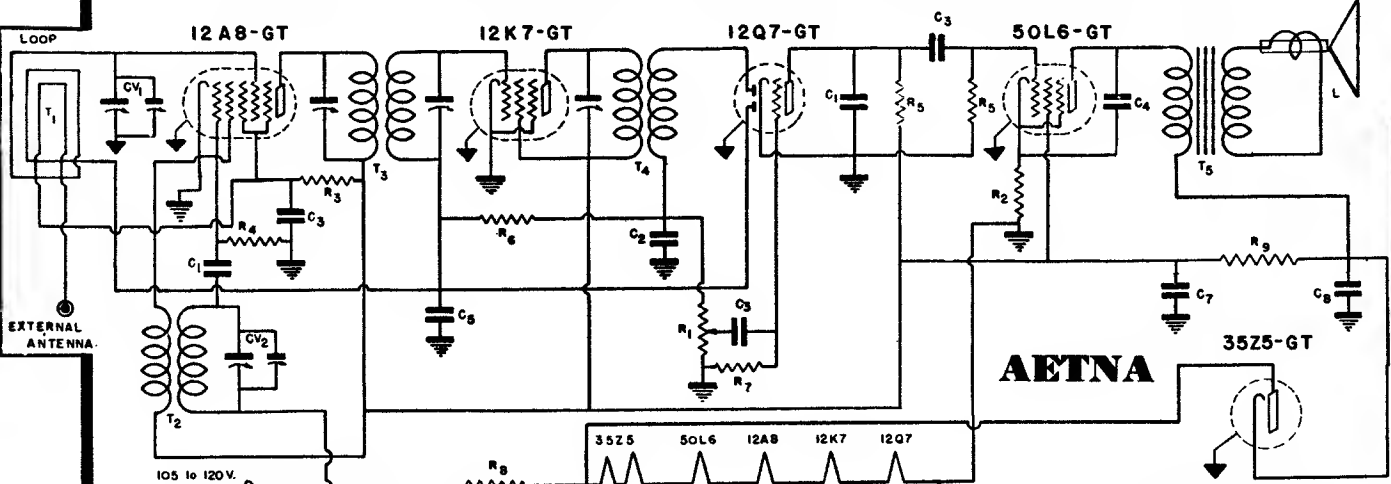 12A8-GT 12K7-GT 12Q7-GT C3 50L6-GT
LOOP
T1 CV1 C1 R5 R5 C4 L
T3 T4 T5
R3 R2
C3 R4 R6 C2 R9
C1
C5 C3 C7 C8
EXTERNAL
ANTENNA.
R1
CV2
35Z5-GT
AETNA
R7
T2
35Z5 50L6 12A8 12K7 12Q7
105 to 120V. R8